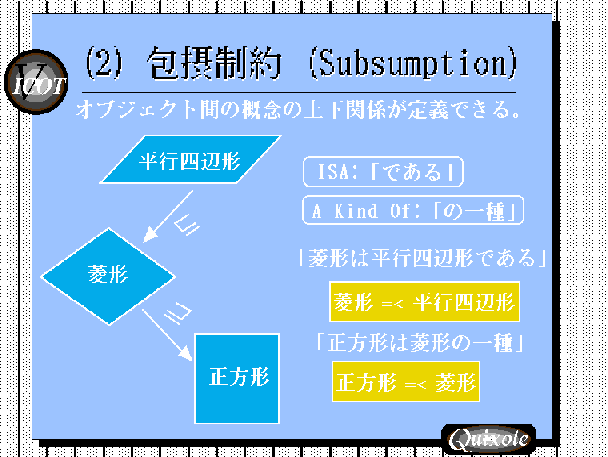 ICOT
(2) 包摂制約 (Subsumption)
オブジェクト間の概念の上下関係が定義できる。
平行四辺形
ISA:「である」
A Kind Of:「の一種」
菱形
「菱形は平行四辺形である」
菱形 =< 平行四辺形
「正方形は菱形の一種」
正方形
正方形 =< 菱形
Quixote